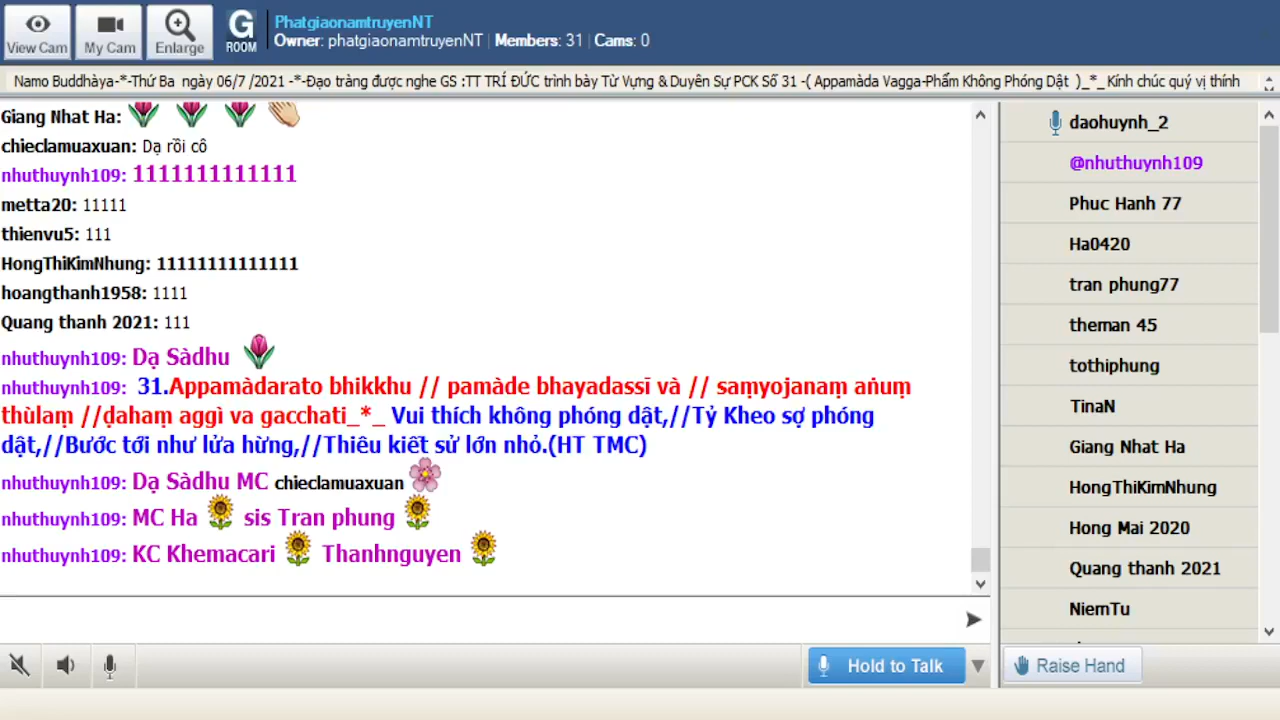 View Cam
My Cam
Enlarge
G
ROOM
PhatgiaonamtruyenNT
Owner: phatgiaonamtruyenNT | Members: 31 | Cams: 0
Namo Buddhàya-*-Thứ Ba  ngày 06/7 /2021 -*-Đạo tràng được nghe GS :TT TRÍ ĐỨC trình bày Từ Vựng & Duyên Sự PCK Số 31 -( Appamàda Vagga-Phẩm Không Phóng Dật  )_*_ Kính chúc quý vị thính
Giang Nhat Ha:
chieclamuaxuan: Dạ rồi cô
nhuthuynh109: 1111111111111
metta20: 11111
thienvu5: 111
HongThiKimNhung: 11111111111111
hoangthanh1958: 1111
Quang thanh 2021: 111
nhuthuynh109: Dạ Sàdhu
nhuthuynh109: 31.Appamàdarato bhikkhu // pamàde bhayadassī và // saṃyojanaṃ aṅuṃ
thùlaṃ //ḍahaṃ aggì va gacchati_*_ Vui thích không phóng dật,//Tỷ Kheo sợ phóng
dật,//Bước tới như lửa hừng,//Thiêu kiết sử lớn nhỏ.(HT TMC)
nhuthuynh109: Dạ Sàdhu MC chieclamuaxuan
nhuthuynh109: MC Ha sis Tran phung
nhuthuynh109: KC Khemacari Thanhnguyen
daohuynh_2
@nhuthuynh109
Phuc Hanh 77
Ha0420
tran phung77
theman 45
tothiphung
TinaN
Giang Nhat Ha
HongThiKimNhung
Hong Mai 2020
Quang thanh 2021
NiemTu
Hold to Talk
Raise Hand